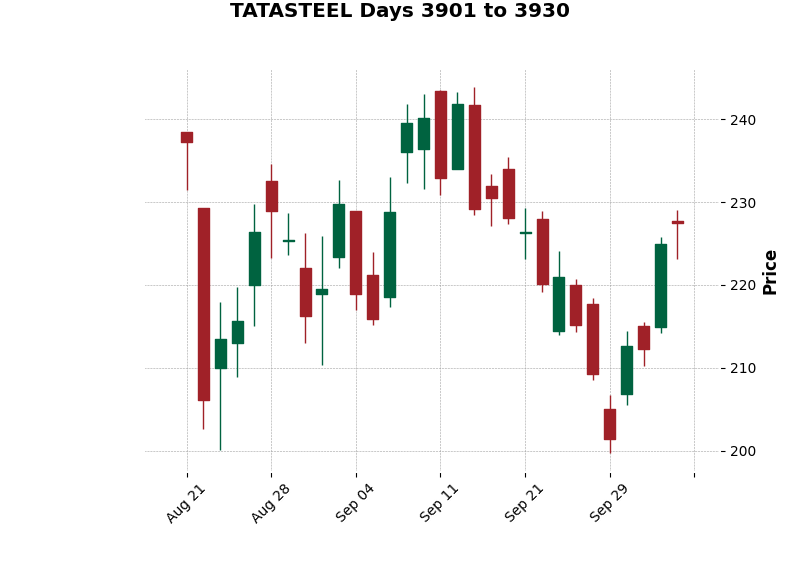 TATASTEEL Days 3901 to 3930
240
230
220
210
200
Price
Aug 21
Aug 28
Sep 04
Sep 11
Sep 21
Sep 29